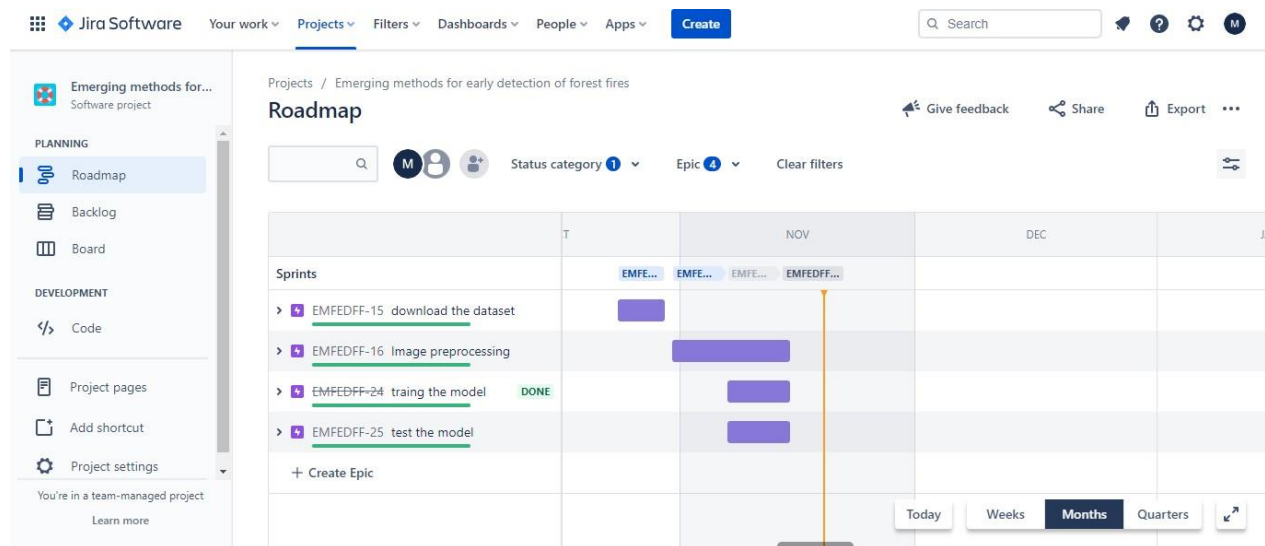 Jira Software Your work Projects Filters Dashboards People Apps Create Search M
Emerging methods for...
Software project
PLANNING
Roadmap
Backlog
Board
DEVELOPMENT
Code
Project pages
Add shortcut
Project settings
You're in a team-managed project
Learn more
Projects / Emerging methods for early detection of forest fires
Roadmap
Give feedback Share Export
M Status category 1 Epic 4 Clear filters
T NOV DEC J
Sprints EMFE... EMFE... EMFE... EMFEDFF...
EMFEDFF-15 download the dataset
EMFEDFF-16 Image preprocessing
EMFEDFF-24 traing the model DONE
EMFEDFF-25 test the model
+ Create Epic
Today Weeks Months Quarters